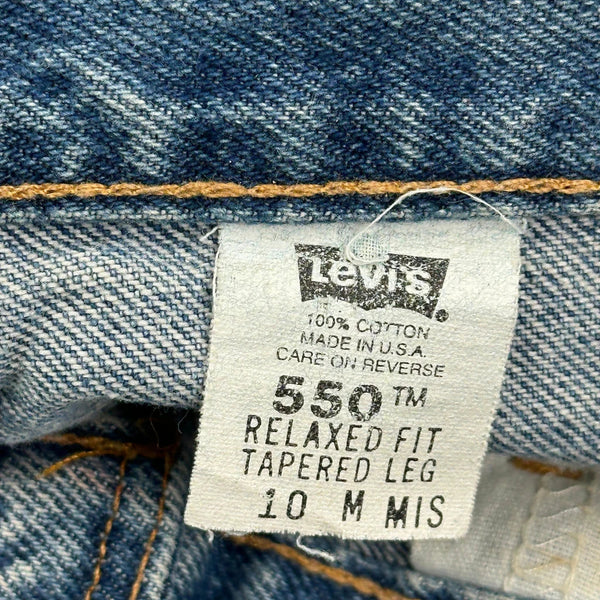 Levi's
100% COTTON
MADE IN U.S.A.
CARE ON REVERSE
550™
RELAXED FIT
TAPERED LEG
10 M MIS